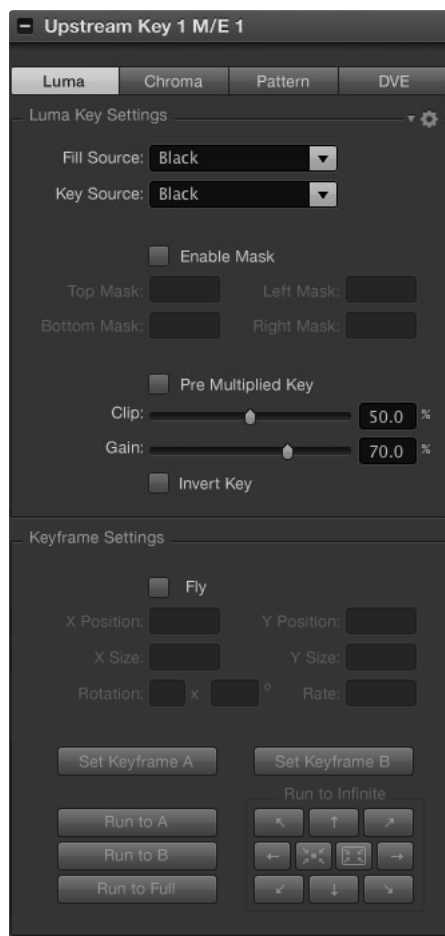 Upstream Key 1 M/E 1
Luma Chroma Pattern DVE
Luma Key Settings
Fill Source: Black
Key Source: Black
Enable Mask
Top Mask: Left Mask:
Bottom Mask: Right Mask:
Pre Multiplied Key
Clip: 50.0 %
Gain: 70.0 %
Invert Key
Keyframe Settings
Fly
X Position: Y Position:
X Size: Y Size:
Rotation: x ° Rate:
Set Keyframe A Set Keyframe B
Run to Infinite
Run to A
Run to B
Run to Full